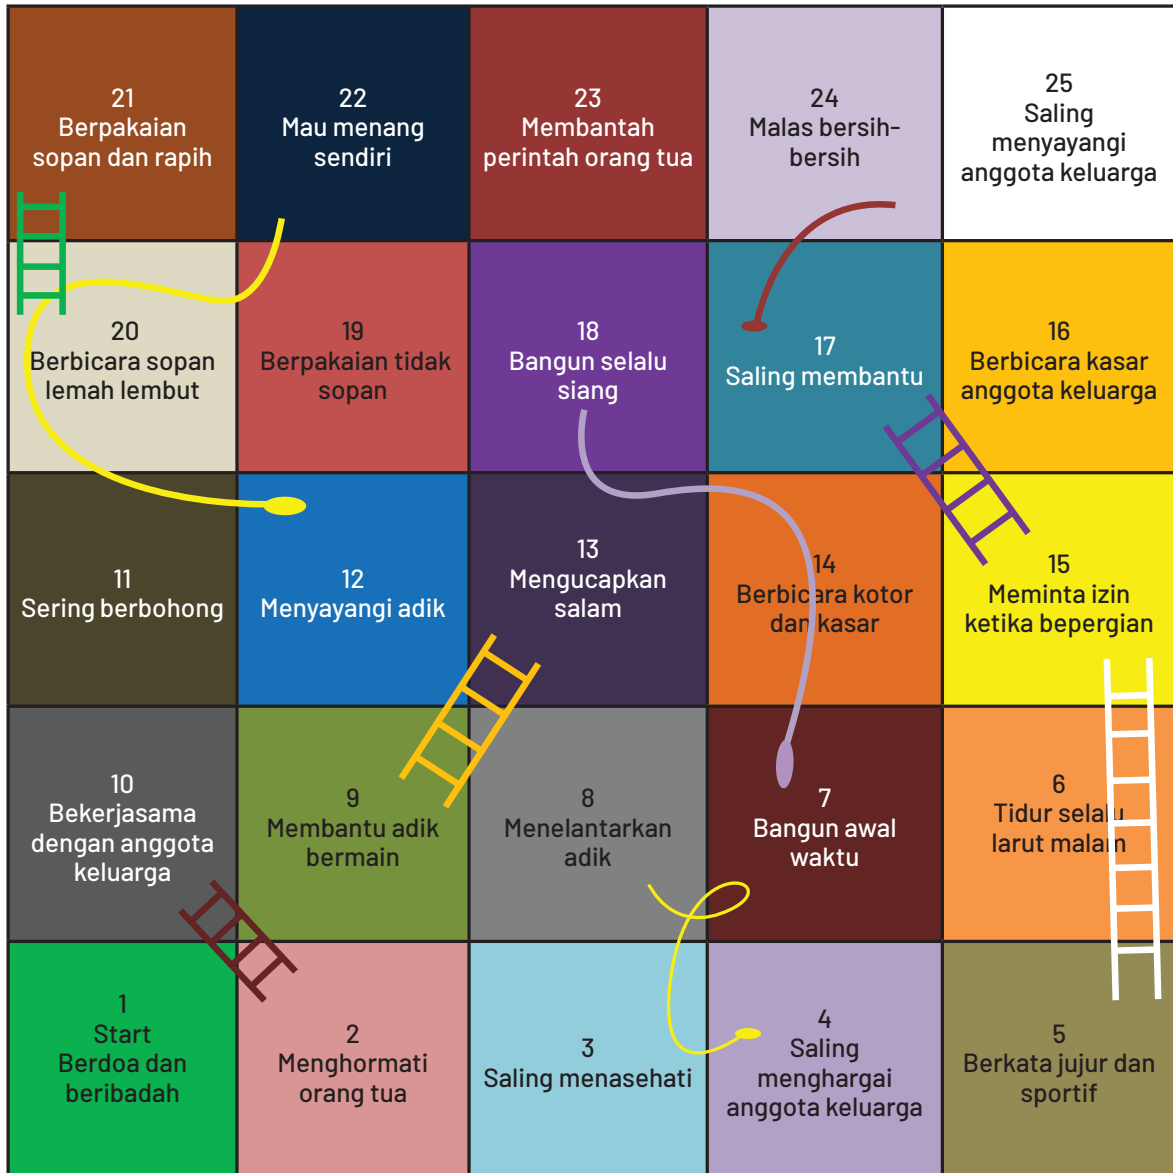 21
Berpakaian
sopan dan rapih
22
Mau menang
sendiri
23
Membantah
perintah orang tua
24
Malas bersih-
bersih
25
Saling
menyayangi
anggota keluarga
20
Berbicara sopan
lemah lembut
19
Berpakaian tidak
sopan
18
Bangun selalu
siang
17
Saling membantu
16
Berbicara kasar
anggota keluarga
11
Sering berbohong
12
Menyayangi adik
13
Mengucapkan
salam
14
Berbicara kotor
dan kasar
15
Meminta izin
ketika bepergian
10
Bekerjasama
dengan anggota
keluarga
9
Membantu adik
bermain
8
Menelantarkan
adik
7
Bangun awal
waktu
6
Tidur selalu
larut malam
1
Start
Berdoa dan
beribadah
2
Menghormati
orang tua
3
Saling menasehati
4
Saling
menghargai
anggota keluarga
5
Berkata jujur dan
sportif